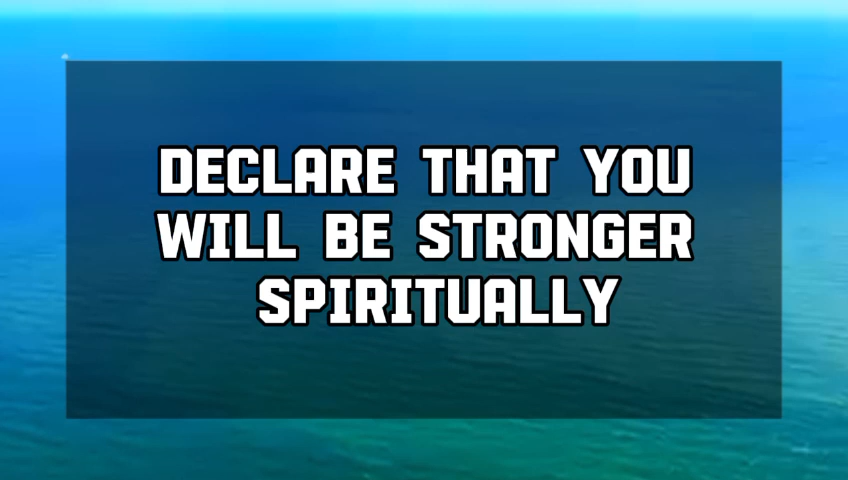 DECLARE THAT YOU
WILL BE STRONGER
SPIRITUALLY